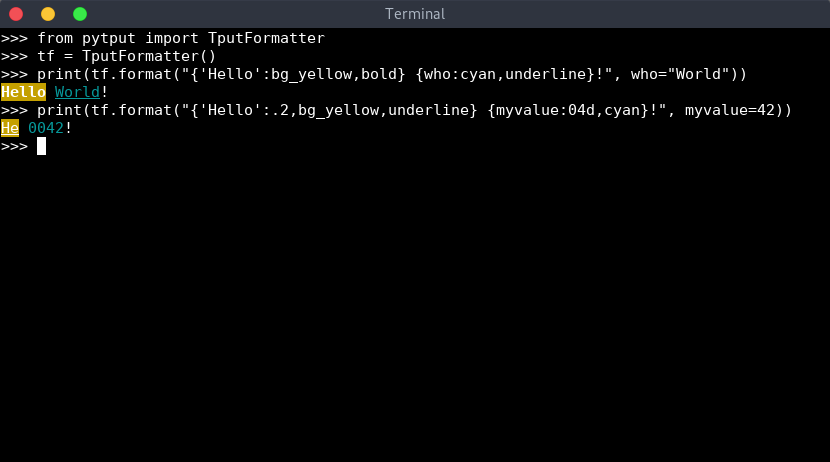 Terminal
>>> from pytput import TputFormatter
>>> tf = TputFormatter()
>>> print(tf.format("{'Hello':bg_yellow,bold} {who:cyan,underline}!", who="World"))
Hello World!
>>> print(tf.format("{'Hello':.2,bg_yellow,underline} {myvalue:04d,cyan}!", myvalue=42))
He 0042!
>>>